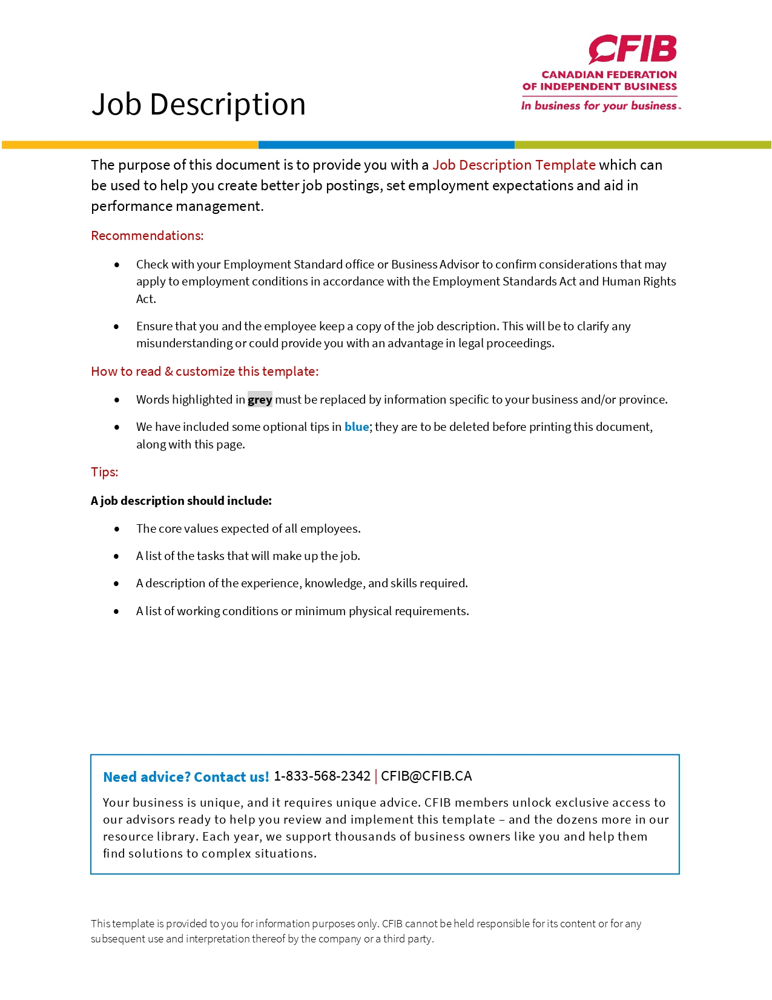 CFIB
CANADIAN FEDERATION
OF INDEPENDENT BUSINESS
In business for your business™
Job Description
The purpose of this document is to provide you with a Job Description Template which can
be used to help you create better job postings, set employment expectations and aid in
performance management.
Recommendations:
• Check with your Employment Standard office or Business Advisor to confirm considerations that may
apply to employment conditions in accordance with the Employment Standards Act and Human Rights
Act.
• Ensure that you and the employee keep a copy of the job description. This will be to clarify any
misunderstanding or could provide you with an advantage in legal proceedings.
How to read & customize this template:
• Words highlighted in grey must be replaced by information specific to your business and/or province.
• We have included some optional tips in blue; they are to be deleted before printing this document,
along with this page.
Tips:
A job description should include:
• The core values expected of all employees.
• A list of the tasks that will make up the job.
• A description of the experience, knowledge, and skills required.
• A list of working conditions or minimum physical requirements.
Need advice? Contact us! 1-833-568-2342 | CFIB@CFIB.CA
Your business is unique, and it requires unique advice. CFIB members unlock exclusive access to
our advisors ready to help you review and implement this template – and the dozens more in our
resource library. Each year, we support thousands of business owners like you and help them
find solutions to complex situations.
This template is provided to you for information purposes only. CFIB cannot be held responsible for its content or for any
subsequent use and interpretation thereof by the company or a third party.